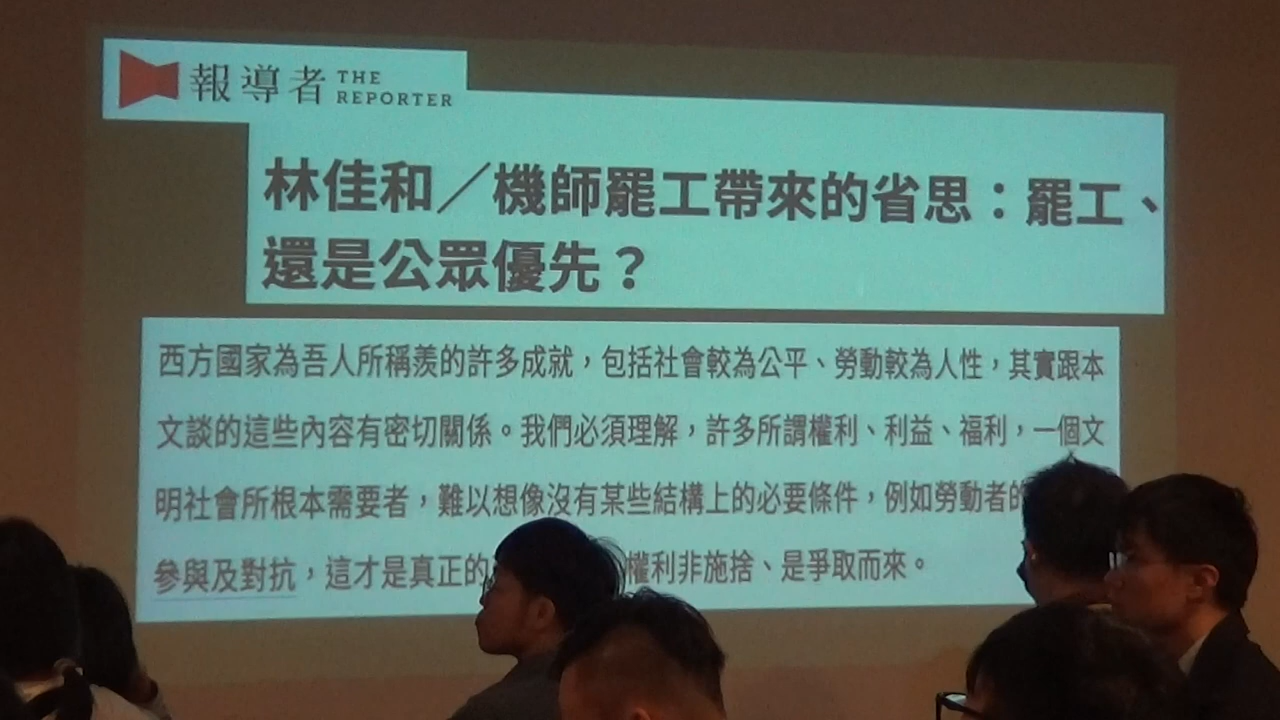 報導者 THE
REPORTER
林佳和／機師罷工帶來的省思：罷工、
還是公眾優先？
西方國家為吾人所稱羨的許多成就，包括社會較為公平、勞動較為人性，其實跟本
文談的這些內容有密切關係。我們必須理解，許多所謂權利、利益、福利，一個文
明社會所根本需要者，難以想像沒有某些結構上的必要條件，例如勞動者的
參與及對抗，這才是真正的 權利非施捨、是爭取而來。